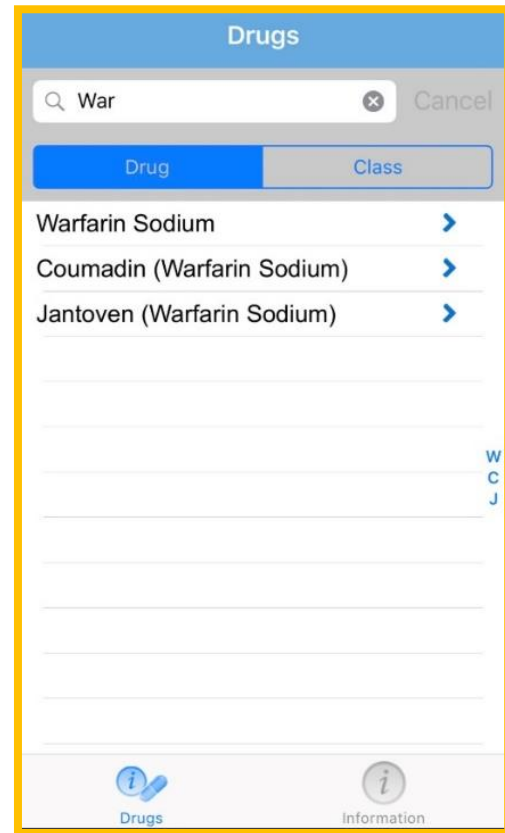 Drugs
War Cancel
Drug Class
Warfarin Sodium
Coumadin (Warfarin Sodium)
Jantoven (Warfarin Sodium)
W
C
J
i i
Drugs Information